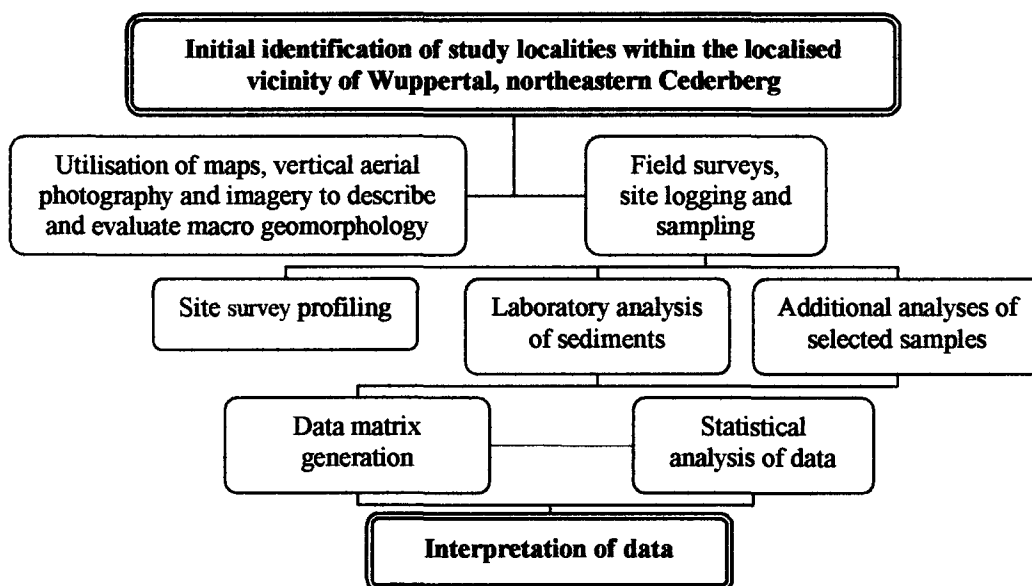 Initial identification of study localities within the localised
vicinity of Wuppertal, northeastern Cederberg
Utilisation of maps, vertical aerial
photography and imagery to describe
and evaluate macro geomorphology
Field surveys,
site logging and
sampling
Site survey profiling
Laboratory analysis
of sediments
Additional analyses of
selected samples
Data matrix
generation
Statistical
analysis of data
Interpretation of data